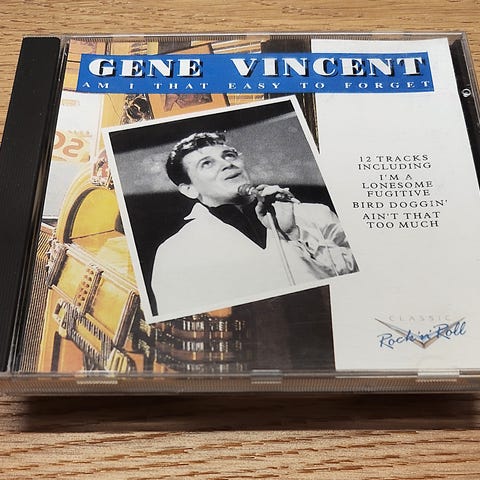 GENE VINCENT
AM I THAT EASY TO FORGET
12 TRACKS
INCLUDING
I'M A
LONESOME
FUGITIVE
BIRD DOGGIN'
AIN'T THAT
TOO MUCH
CLASSIC
Rock 'n' Roll